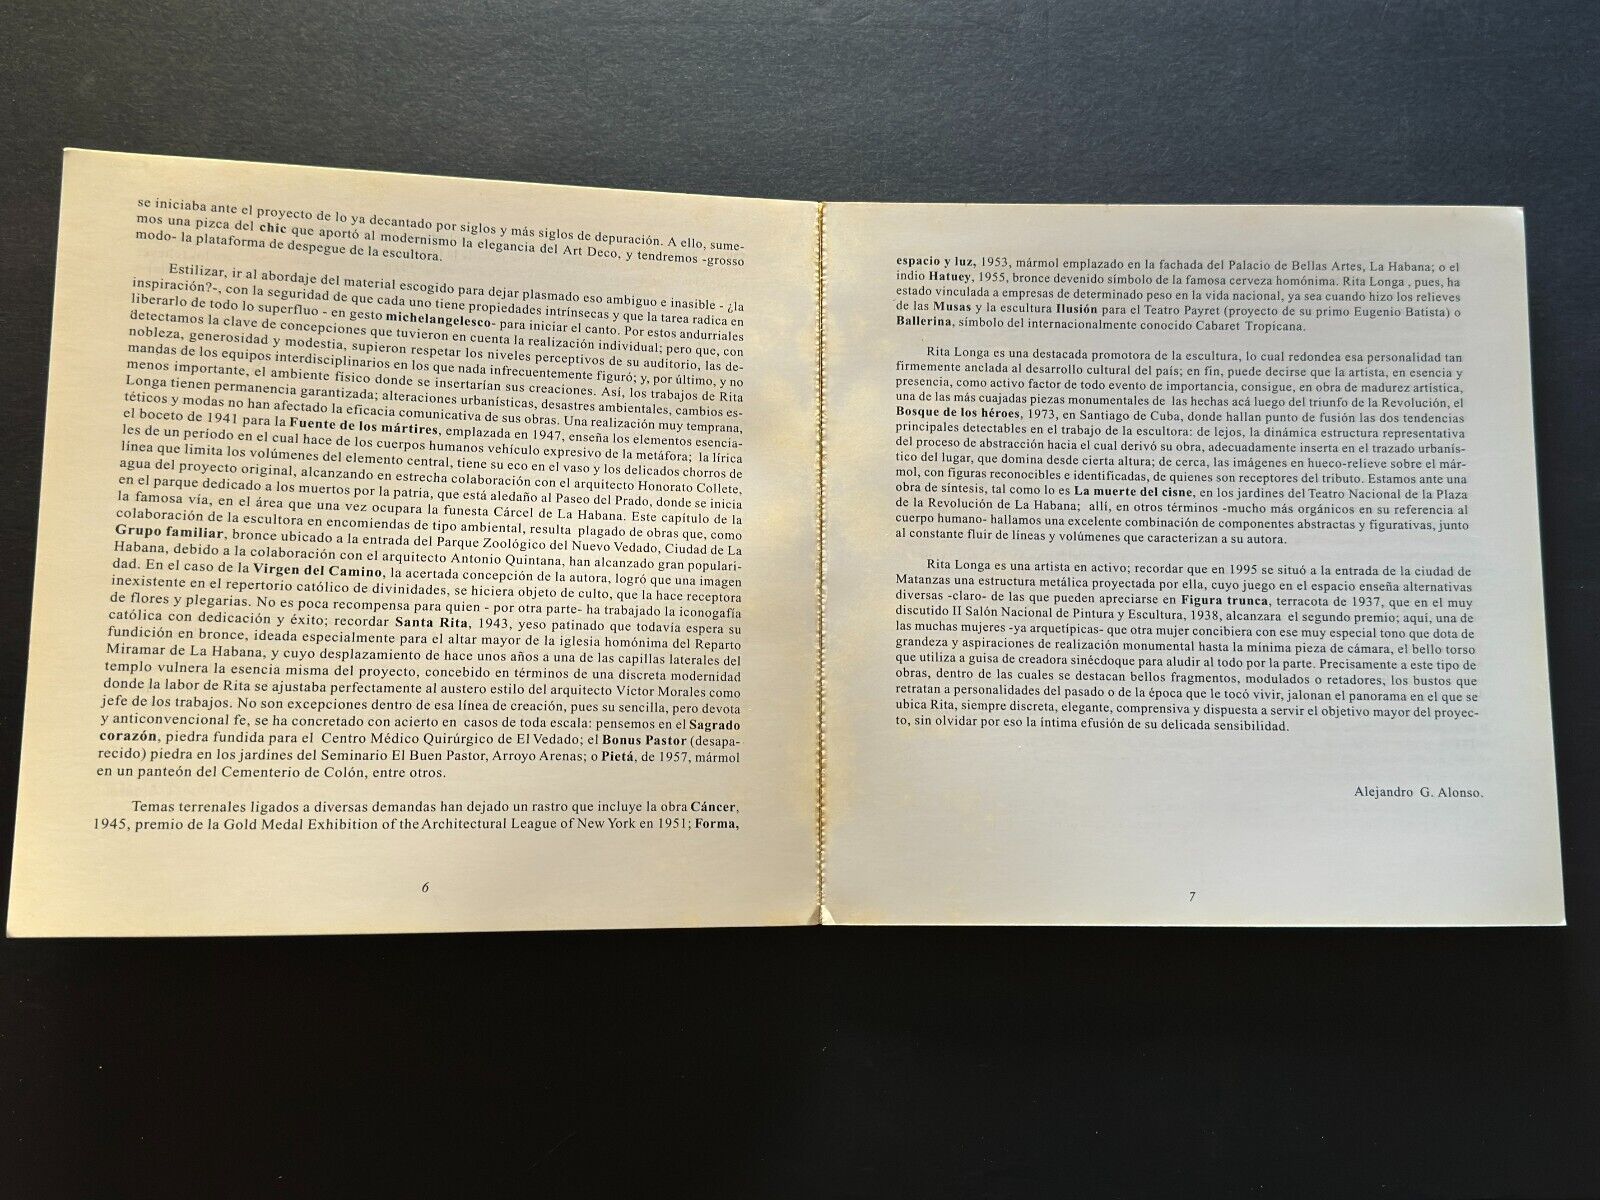 se iniciaba ante el proyecto de lo ya decantado por siglos y más siglos de depuración. A ello, sume-
mos una pizca del chic que aportó al modernismo la elegancia del Art Deco, y tendremos -grosso
modo- la plataforma de despegue de la escultora.
Estilizar, ir al abordaje del material escogido para dejar plasmado eso ambiguo e inasible - ¿la
inspiración?-, con la seguridad de que cada uno tiene propiedades intrínsecas y que la tarea radica en
liberarlo de todo lo superfluo - en gesto michelangelesco- para iniciar el canto. Por estos andurriales
detectamos la clave de concepciones que tuvieron en cuenta la realización individual; pero que, con
nobleza, generosidad y modestia, supieron respetar los niveles perceptivos de su auditorio, las de-
mandas de los equipos interdisciplinarios en los que nada infrecuentemente figuró; y, por último, y no
menos importante, el ambiente físico donde se insertarían sus creaciones. Así, los trabajos de Rita
Longa tienen permanencia garantizada; alteraciones urbanísticas, desastres ambientales, cambios es-
téticos y modas no han afectado la eficacia comunicativa de sus obras. Una realización muy temprana,
el boceto de 1941 para la Fuente de los mártires, emplazada en 1947, enseña los elementos esencia-
les de un período en el cual hace de los cuerpos humanos vehículo expresivo de la metáfora; la lírica
línea que limita los volúmenes del elemento central, tiene su eco en el vaso y los delicados chorros de
agua del proyecto original, alcanzando en estrecha colaboración con el arquitecto Honorato Collete,
en el parque dedicado a los muertos por la patria, que está aledaño al Paseo del Prado, donde se inicia
la famosa vía, en el área que una vez ocupara la funesta Cárcel de La Habana. Este capítulo de la
colaboración de la escultora en encomiendas de tipo ambiental, resulta plagado de obras que, como
Grupo familiar, bronce ubicado a la entrada del Parque Zoológico del Nuevo Vedado, Ciudad de La
Habana, debido a la colaboración con el arquitecto Antonio Quintana, han alcanzado gran populari-
dad. En el caso de la Virgen del Camino, la acertada concepción de la autora, logró que una imagen
inexistente en el repertorio católico de divinidades, se hiciera objeto de culto, que la hace receptora
de flores y plegarias. No es poca recompensa para quien - por otra parte- ha trabajado la iconogafía
católica con dedicación y éxito; recordar Santa Rita, 1943, yeso patinado que todavía espera su
fundición en bronce, ideada especialmente para el altar mayor de la iglesia homónima del Reparto
Miramar de La Habana, y cuyo desplazamiento de hace unos años a una de las capillas laterales del
templo vulnera la esencia misma del proyecto, concebido en términos de una discreta modernidad
donde la labor de Rita se ajustaba perfectamente al austero estilo del arquitecto Víctor Morales como
jefe de los trabajos. No son excepciones dentro de esa línea de creación, pues su sencilla, pero devota
y anticonvencional fe, se ha concretado con acierto en casos de toda escala: pensemos en el Sagrado
corazón, piedra fundida para el Centro Médico Quirúrgico de El Vedado; el Bonus Pastor (desapa-
recido) piedra en los jardines del Seminario El Buen Pastor, Arroyo Arenas; o Pietá, de 1957, mármol
en un panteón del Cementerio de Colón, entre otros.
Temas terrenales ligados a diversas demandas han dejado un rastro que incluye la obra Cáncer,
1945, premio de la Gold Medal Exhibition of the Architectural League of New York en 1951; Forma,
6
espacio y luz, 1953, mármol emplazado en la fachada del Palacio de Bellas Artes, La Habana; o el
indio Hatuey, 1955, bronce devenido símbolo de la famosa cerveza homónima. Rita Longa , pues, ha
estado vinculada a empresas de determinado peso en la vida nacional, ya sea cuando hizo los relieves
de las Musas y la escultura Ilusión para el Teatro Payret (proyecto de su primo Eugenio Batista) o
Ballerina, símbolo del internacionalmente conocido Cabaret Tropicana.
Rita Longa es una destacada promotora de la escultura, lo cual redondea esa personalidad tan
firmemente anclada al desarrollo cultural del país; en fin, puede decirse que la artista, en esencia y
presencia, como activo factor de todo evento de importancia, consigue, en obra de madurez artística,
una de las más cuajadas piezas monumentales de las hechas acá luego del triunfo de la Revolución, el
Bosque de los héroes, 1973, en Santiago de Cuba, donde hallan punto de fusión las dos tendencias
principales detectables en el trabajo de la escultora: de lejos, la dinámica estructura representativa
del proceso de abstracción hacia el cual derivó su obra, adecuadamente inserta en el trazado urbanís-
tico del lugar, que domina desde cierta altura; de cerca, las imágenes en hueco-relieve sobre el már-
mol, con figuras reconocibles e identificadas, de quienes son receptores del tributo. Estamos ante una
obra de síntesis, tal como lo es La muerte del cisne, en los jardines del Teatro Nacional de la Plaza
de la Revolución de La Habana; allí, en otros términos -mucho más orgánicos en su referencia al
cuerpo humano- hallamos una excelente combinación de componentes abstractas y figurativas, junto
al constante fluir de líneas y volúmenes que caracterizan a su autora.
Rita Longa es una artista en activo; recordar que en 1995 se situó a la entrada de la ciudad de
Matanzas una estructura metálica proyectada por ella, cuyo juego en el espacio enseña alternativas
diversas -claro- de las que pueden apreciarse en Figura trunca, terracota de 1937, que en el muy
discutido II Salón Nacional de Pintura y Escultura, 1938, alcanzara el segundo premio; aquí, una de
las muchas mujeres -ya arquetípicas- que otra mujer concibiera con ese muy especial tono que dota de
grandeza y aspiraciones de realización monumental hasta la mínima pieza de cámara, el bello torso
que utiliza a guisa de creadora sinécdoque para aludir al todo por la parte. Precisamente a este tipo de
obras, dentro de las cuales se destacan bellos fragmentos, modulados o retadores, los bustos que
retratan a personalidades del pasado o de la época que le tocó vivir, jalonan el panorama en el que se
ubica Rita, siempre discreta, elegante, comprensiva y dispuesta a servir el objetivo mayor del proyec-
to, sin olvidar por eso la íntima efusión de su delicada sensibilidad.
Alejandro G. Alonso.
7